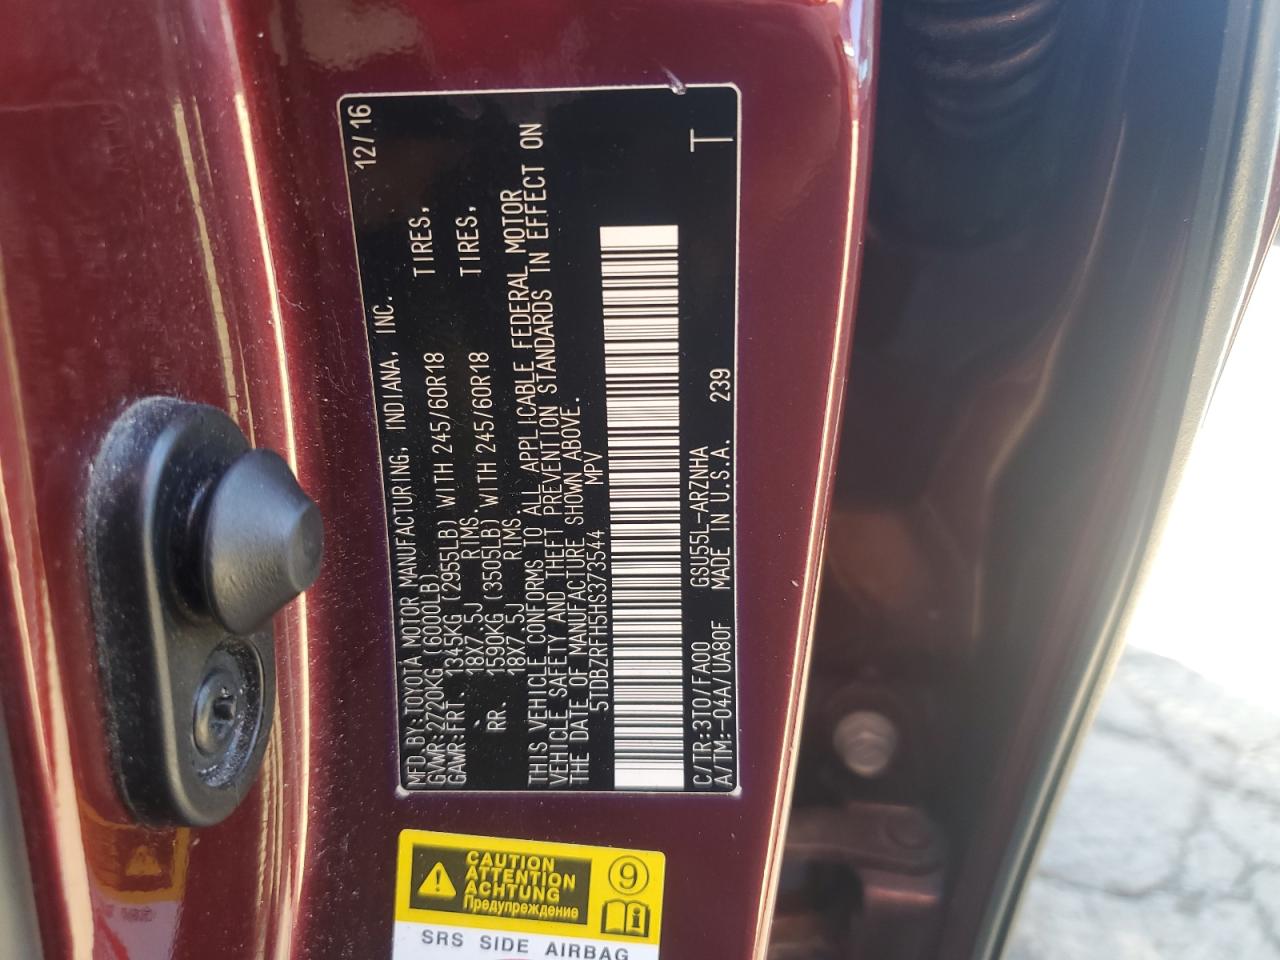 MFD BY:TOYOTA MOTOR MANUFACTURING, INDIANA, INC. 12/16
GVWR:2720KG (6000LB)
GAWR:FRT. 1345KG (2955LB) WITH 245/60R18 TIRES,
18X7.5J RIMS.
RR. 1590KG (3505LB) WITH 245/60R18 TIRES,
18X7.5J RIMS
THIS VEHICLE CONFORMS TO ALL APPLICABLE FEDERAL MOTOR
VEHICLE SAFETY AND THEFT PREVENTION STANDARDS IN EFFECT ON
THE DATE OF MANUFACTURE SHOWN ABOVE.
5TDBZRFH5HS373544 MPV
C/TR:3T0/FA00 GSU55L-ARZNHA
A/TM:-04A/UA80F MADE IN U.S.A. 239 T
CAUTION
ATTENTION
ACHTUNG
Предупреждение
9
SRS SIDE AIRBAG